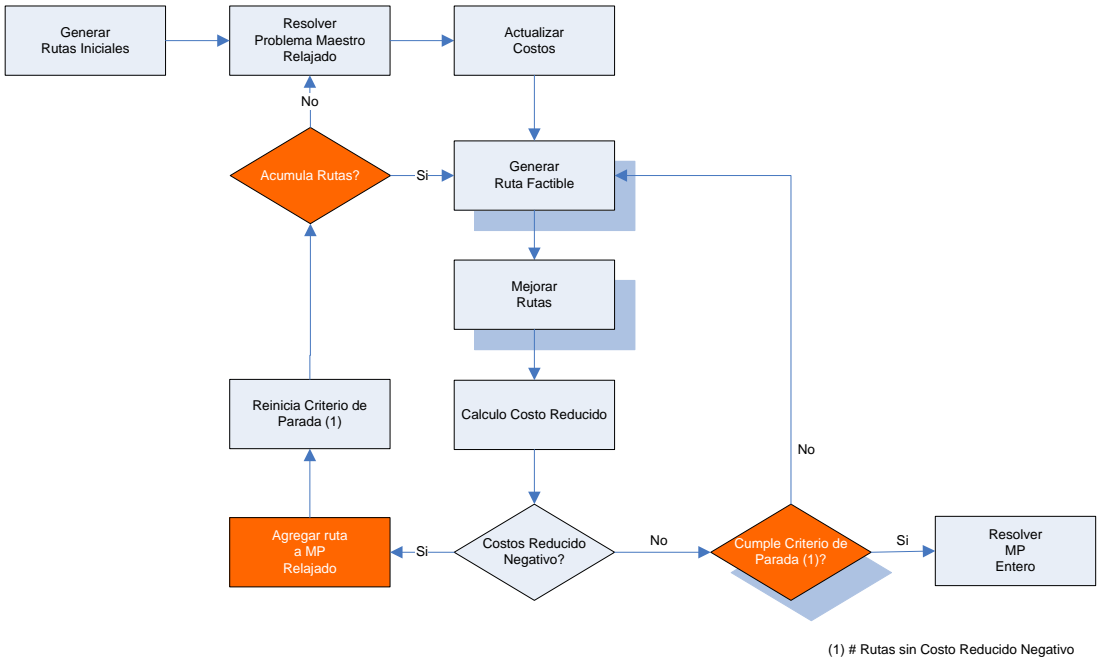 Generar
Rutas Iniciales
Resolver
Problema Maestro
Relajado
Actualizar
Costos
No
Acumula Rutas?
Si
Generar
Ruta Factible
Mejorar
Rutas
Reinicia Criterio de
Parada (1)
Calculo Costo Reducido
No
Agregar ruta
a MP
Relajado
Si
Costos Reducido
Negativo?
No
Cumple Criterio de
Parada (1)?
Si
Resolver
MP
Entero
(1) # Rutas sin Costo Reducido Negativo